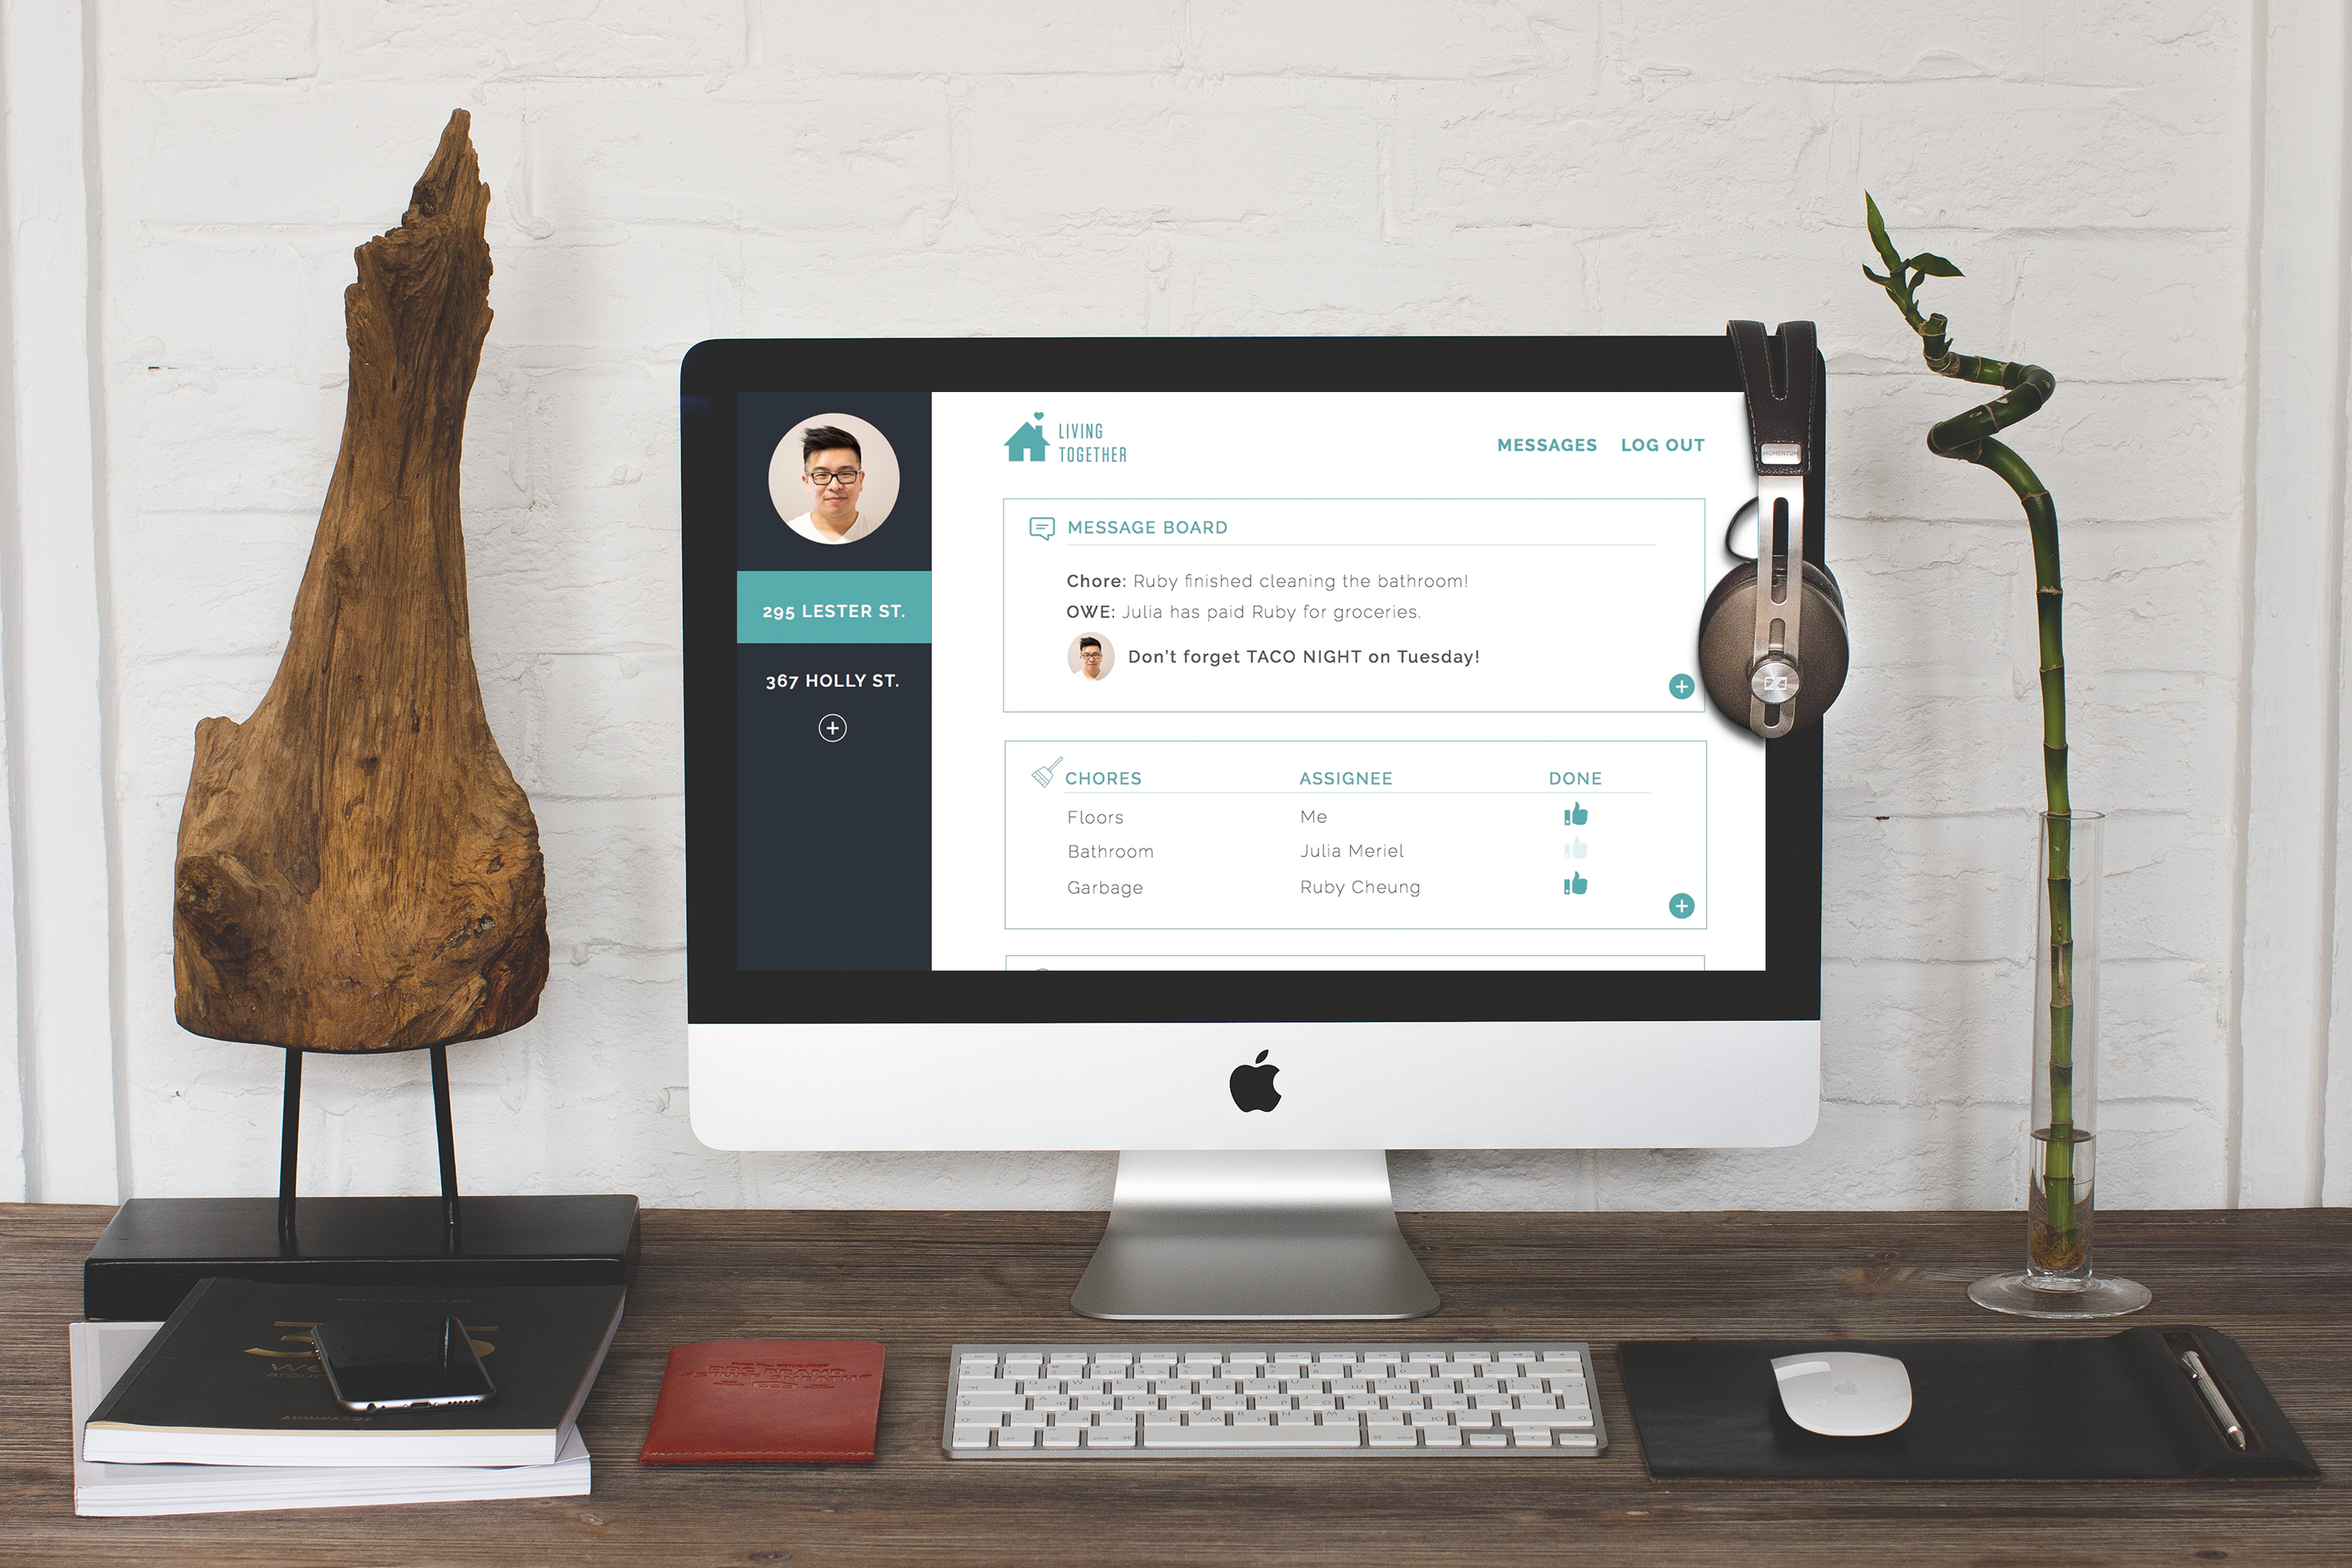 LIVING
TOGETHER
MESSAGES LOG OUT
295 LESTER ST.
367 HOLLY ST.
MESSAGE BOARD
Chore: Ruby finished cleaning the bathroom!
OWE: Julia has paid Ruby for groceries.
Don't forget TACO NIGHT on Tuesday!
CHORES ASSIGNEE DONE
Floors Me
Bathroom Julia Meriel
Garbage Ruby Cheung
MOMENTUM